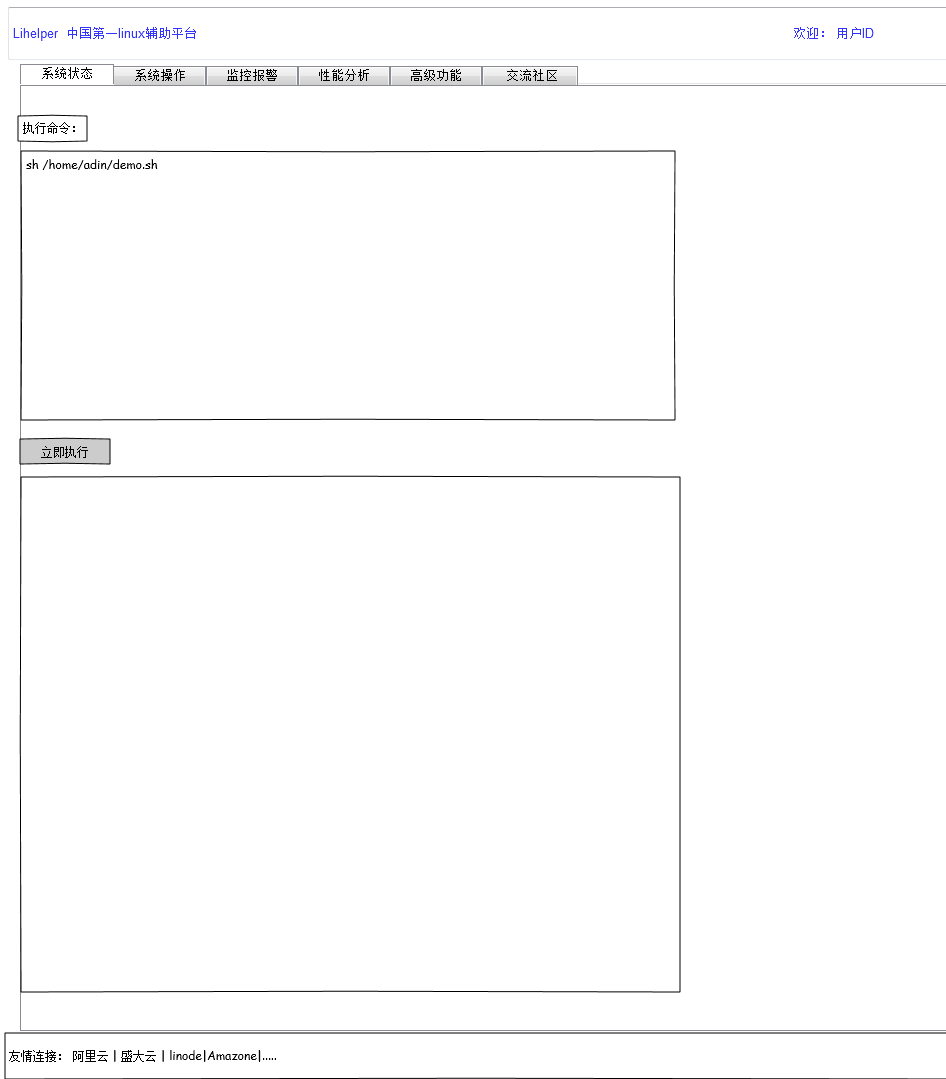 Lihelper 中国第一linux辅助平台 欢迎： 用户ID
系统状态 系统操作 监控报警 性能分析 高级功能 交流社区
执行命令：
sh /home/adin/demo.sh
立即执行
友情连接： 阿里云 | 盛大云 | linode|Amazone|.....